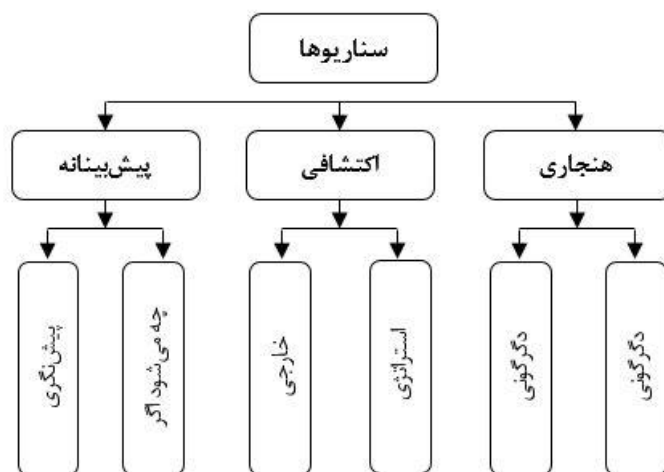 سناریوها
هنجاری
اکتشافی
پیش‌بینانه
دگرگونی
دگرگونی
استراتژی
خارجی
چه می‌شود اگر
پیش‌نگری